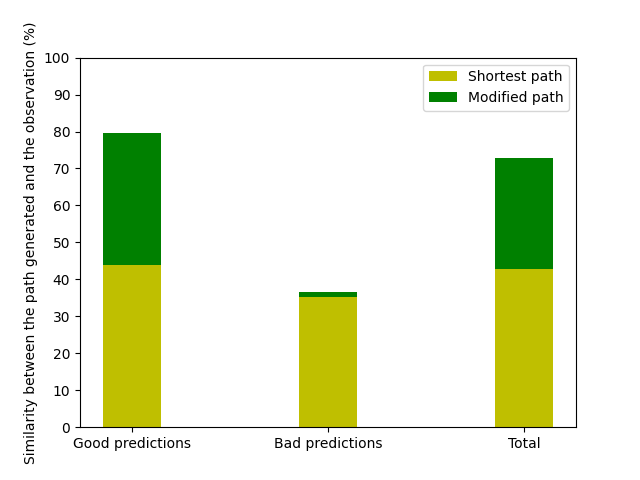 Similarity between the path generated and the observation (%)
100
90
80
70
60
50
40
30
20
10
0
Shortest path
Modified path
Good predictions
Bad predictions
Total